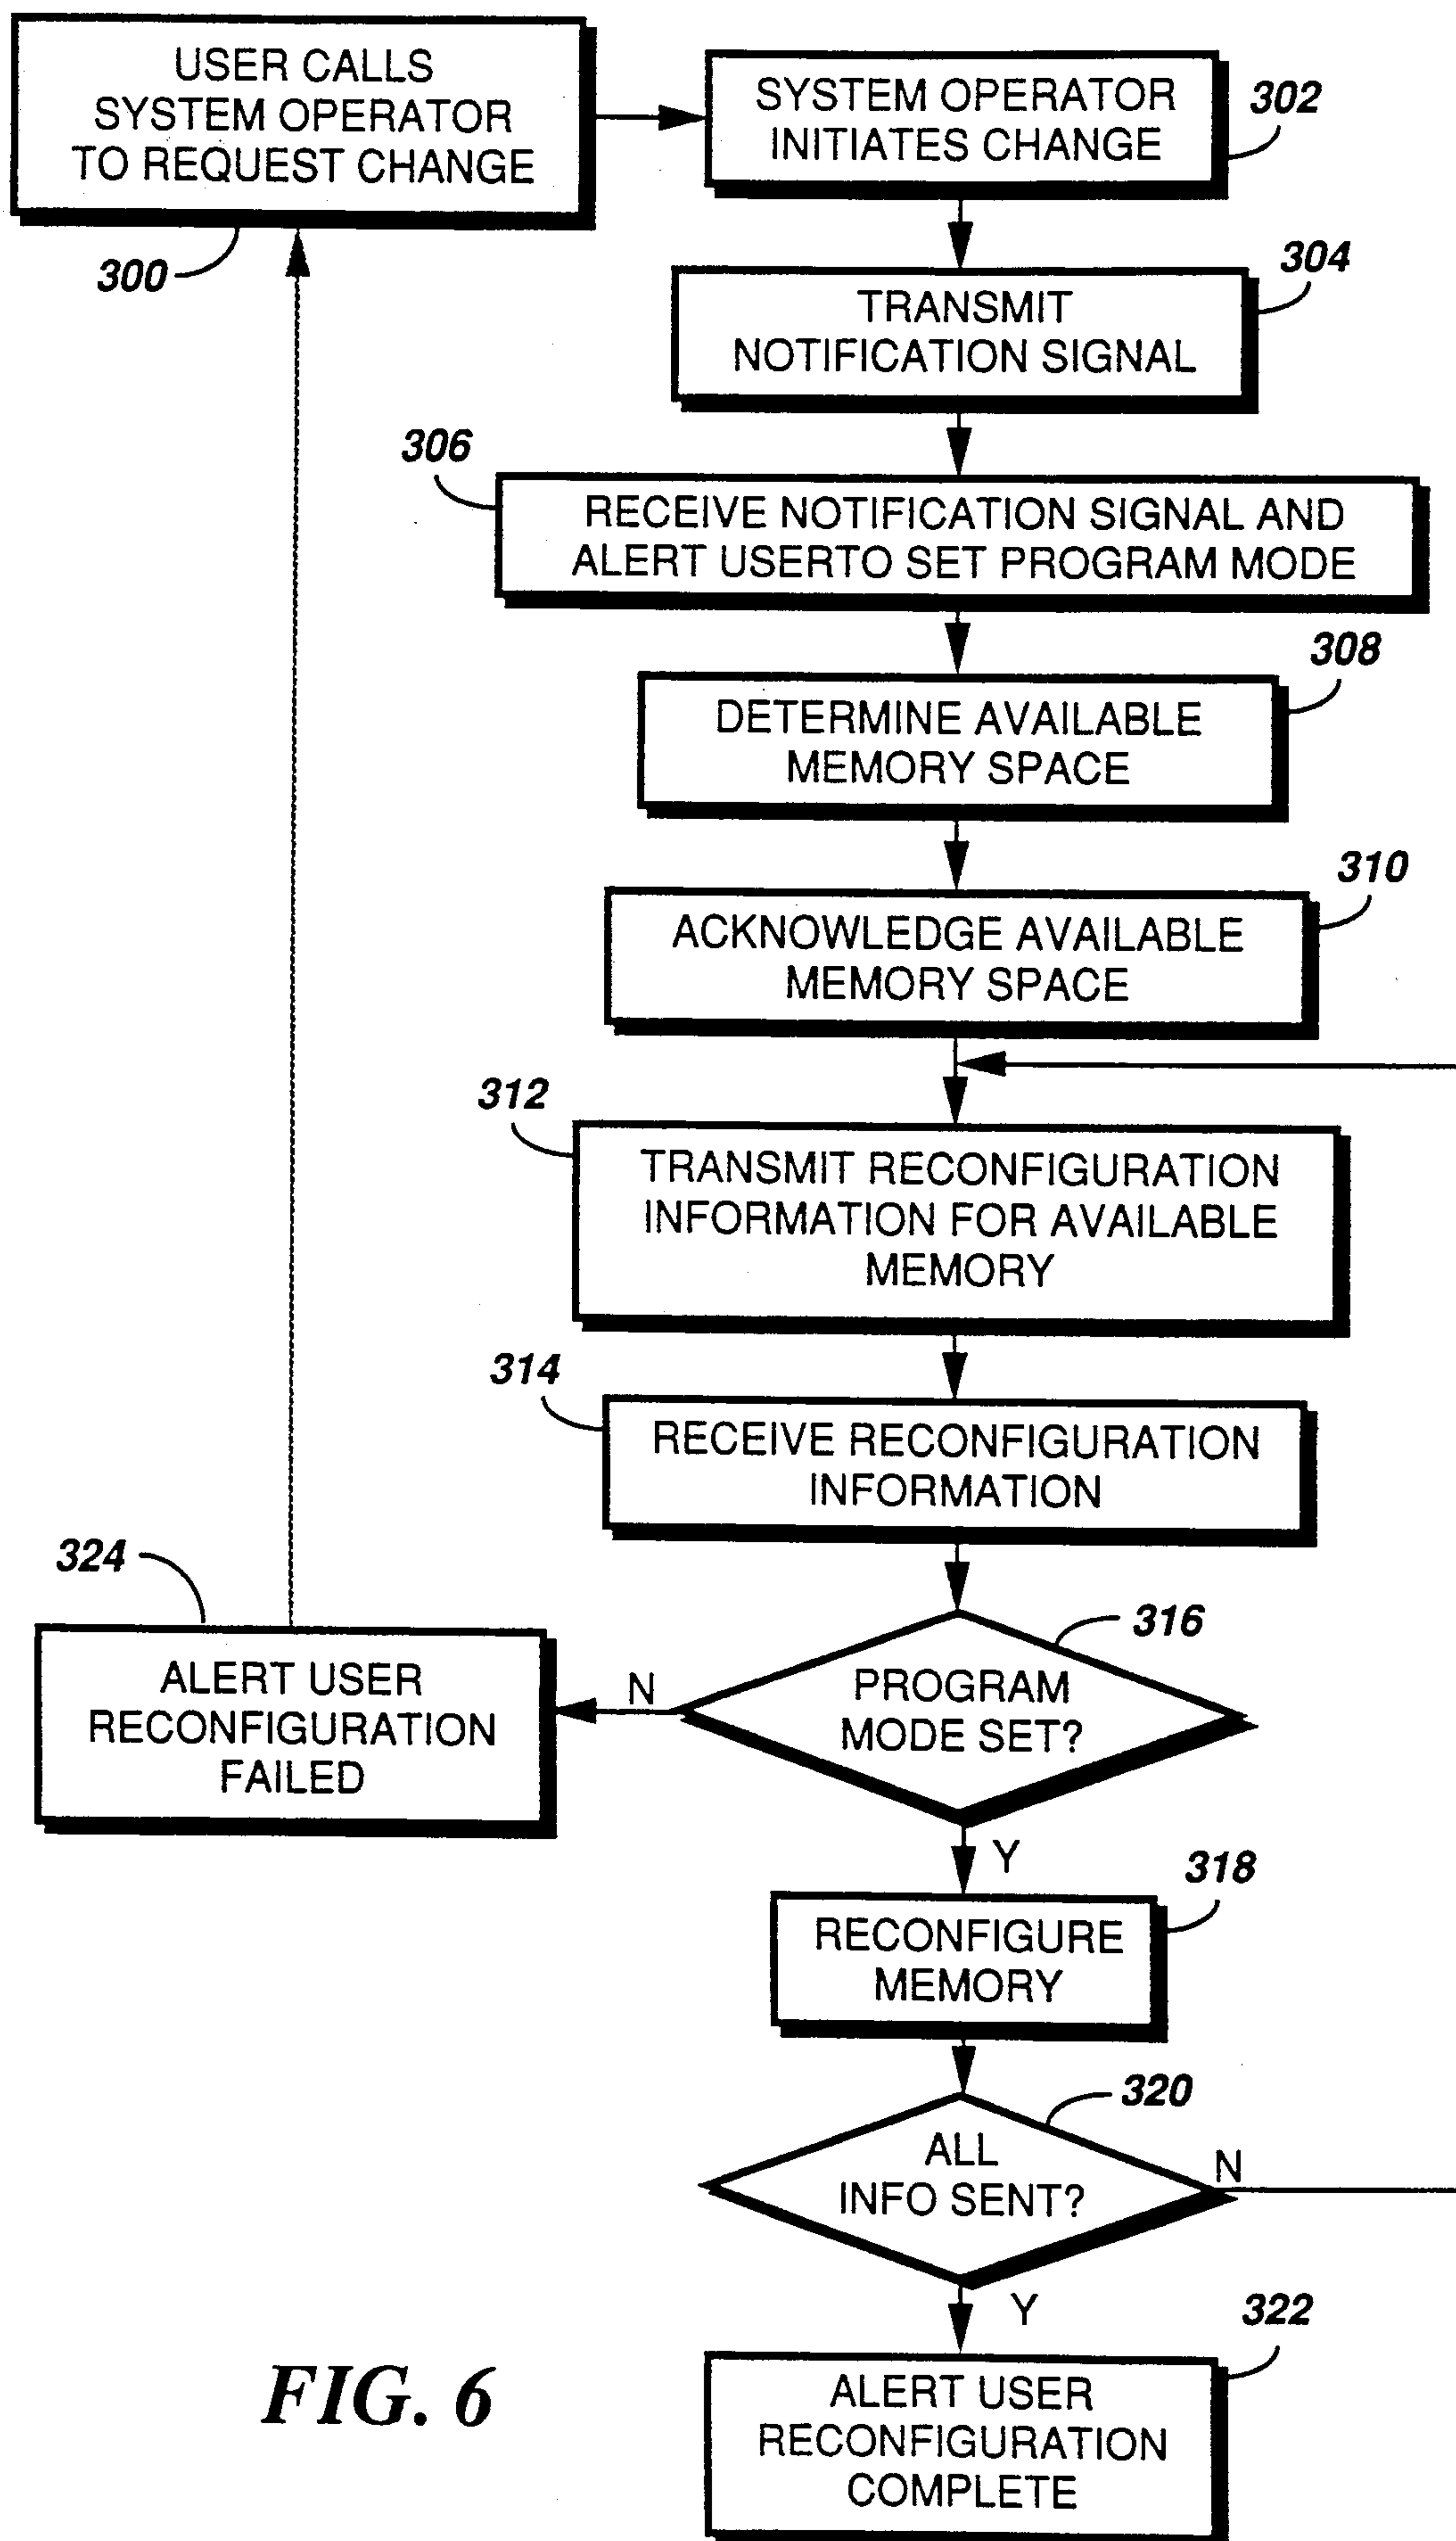 USER CALLS
SYSTEM OPERATOR
TO REQUEST CHANGE
300
SYSTEM OPERATOR
INITIATES CHANGE
302
304
TRANSMIT
NOTIFICATION SIGNAL
306
RECEIVE NOTIFICATION SIGNAL AND
ALERT USERTO SET PROGRAM MODE
308
DETERMINE AVAILABLE
MEMORY SPACE
310
ACKNOWLEDGE AVAILABLE
MEMORY SPACE
312
TRANSMIT RECONFIGURATION
INFORMATION FOR AVAILABLE
MEMORY
314
RECEIVE RECONFIGURATION
INFORMATION
324
ALERT USER
RECONFIGURATION
FAILED
N
316
PROGRAM
MODE SET?
Y
318
RECONFIGURE
MEMORY
320
ALL
INFO SENT?
N
Y
322
ALERT USER
RECONFIGURATION
COMPLETE
FIG. 6